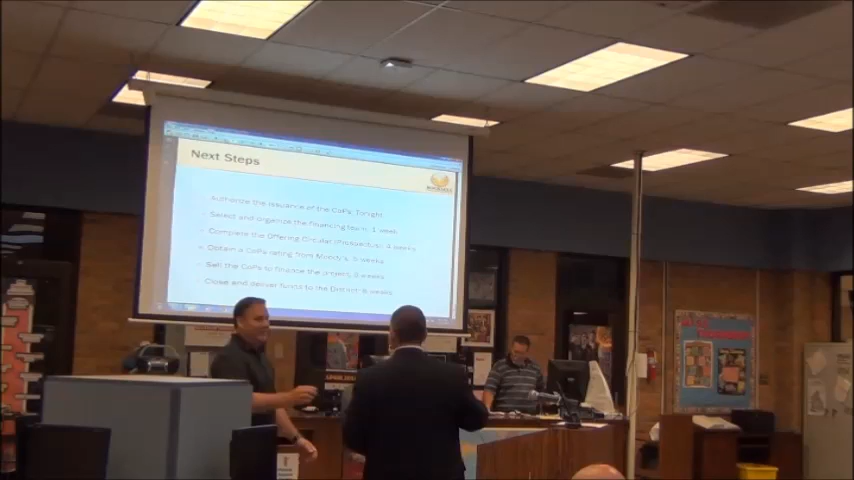 Next Steps
Authorize the issuance of the CoPs: Tonight
Select and organize the financing team: 1 week
Complete the Offering Circular (Prospectus): 4 weeks
Obtain a CoPs rating from Moody's: 5 weeks
Sell the CoPs to finance the project: 6 weeks
Close and deliver funds to the District: 8 weeks